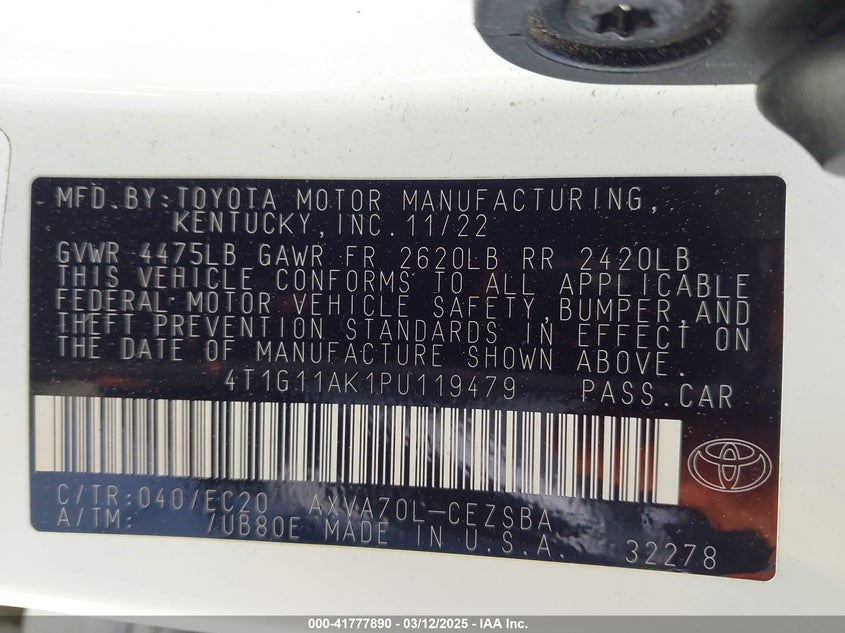 MFD.BY:TOYOTA MOTOR MANUFACTURING,
KENTUCKY,INC.11/22
GVWR 4475LB GAWR FR 2620LB RR 2420LB
THIS VEHICLE CONFORMS TO ALL APPLICABLE
FEDERAL MOTOR VEHICLE SAFETY,BUMPER,AND
THEFT PREVENTION STANDARDS IN EFFECT ON
THE DATE OF MANUFACTURE SHOWN ABOVE.
4T1G11AK1PU119479 PASS.CAR
C/TR:040/EC20 AXVA70L-CEZSBA
A/TM: /UB80E MADE IN U.S.A. 32278
000-41777890 - 03/12/2025 - IAA Inc.